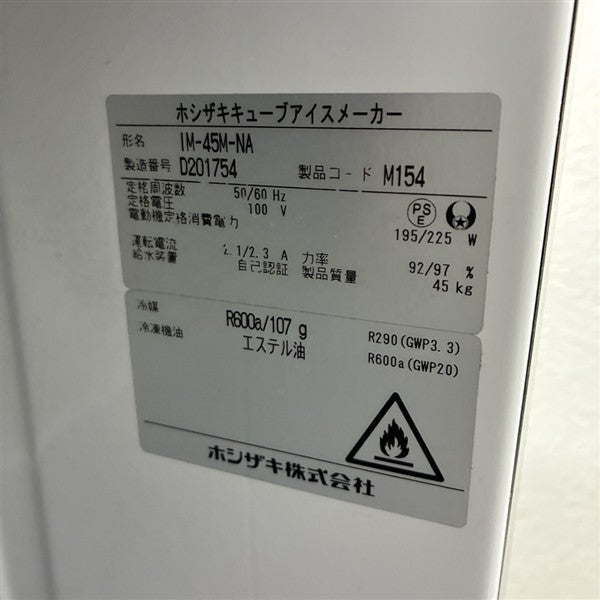 ホシザキキューブアイスメーカー
形名 IM-45M-NA
製造番号 D201754 製品コード M154
定格周波数 50/60 Hz
定格電圧 100 V
電動機定格消費電力 195/225 W
PS E
運転電流 2.1/2.3 A 力率 92/97 %
給水装置 自己認証 製品質量 45 kg
冷媒 R600a/107 g R290(GWP3.3)
冷凍機油 エステル油 R600a(GWP20)
ホシザキ株式会社